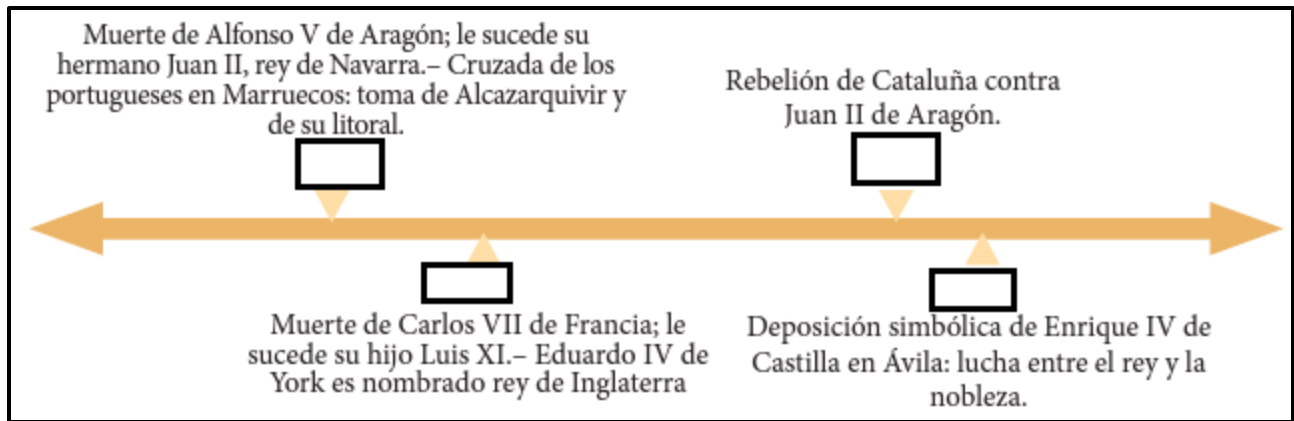 Muerte de Alfonso V de Aragón; le sucede su
hermano Juan II, rey de Navarra.– Cruzada de los
portugueses en Marruecos: toma de Alcazarquivir y
de su litoral.
Rebelión de Cataluña contra
Juan II de Aragón.
Muerte de Carlos VII de Francia; le
sucede su hijo Luis XI.– Eduardo IV de
York es nombrado rey de Inglaterra
Deposición simbólica de Enrique IV de
Castilla en Ávila: lucha entre el rey y la
nobleza.